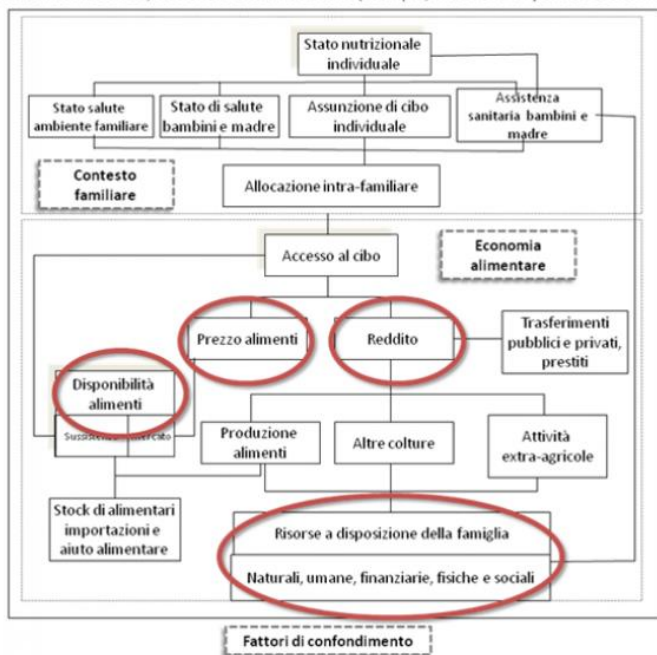 Stato nutrizionale
individuale
Stato salute
ambiente familiare
Stato di salute
bambini e madre
Assunzione di cibo
individuale
Assistenza
sanitaria bambini e
madre
Contesto
familiare
Allocazione intra-familiare
Accesso al cibo
Economia
alimentare
Prezzo alimenti
Reddito
Trasferimenti
pubblici e privati,
prestiti
Disponibilità
alimenti
Produzione
alimenti
Altre colture
Attività
extra-agricole
Stock di alimentari
importazioni e
aiuto alimentare
Risorse a disposizione della famiglia
Naturali, umane, finanziarie, fisiche e sociali
Fattori di confondimento